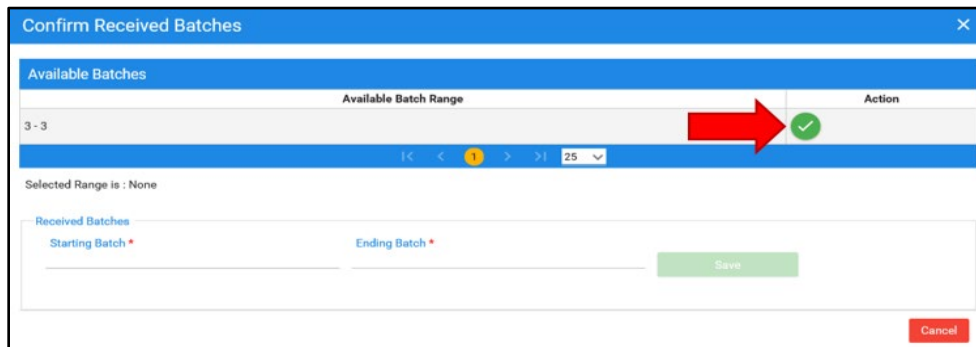 Confirm Received Batches
Available Batches
Available Batch Range Action
3 - 3
1 25
Selected Range is : None
Received Batches
Starting Batch * Ending Batch *
Save
Cancel